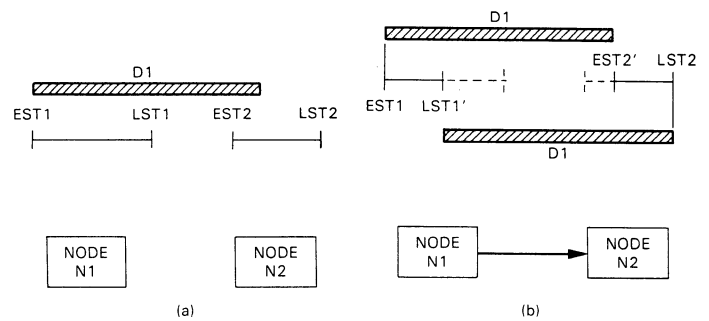 D1
EST1 LST1 EST2 LST2
NODE
N1
NODE
N2
(a)
D1
EST2′ LST2
EST1 LST1′
D1
NODE
N1
NODE
N2
(b)